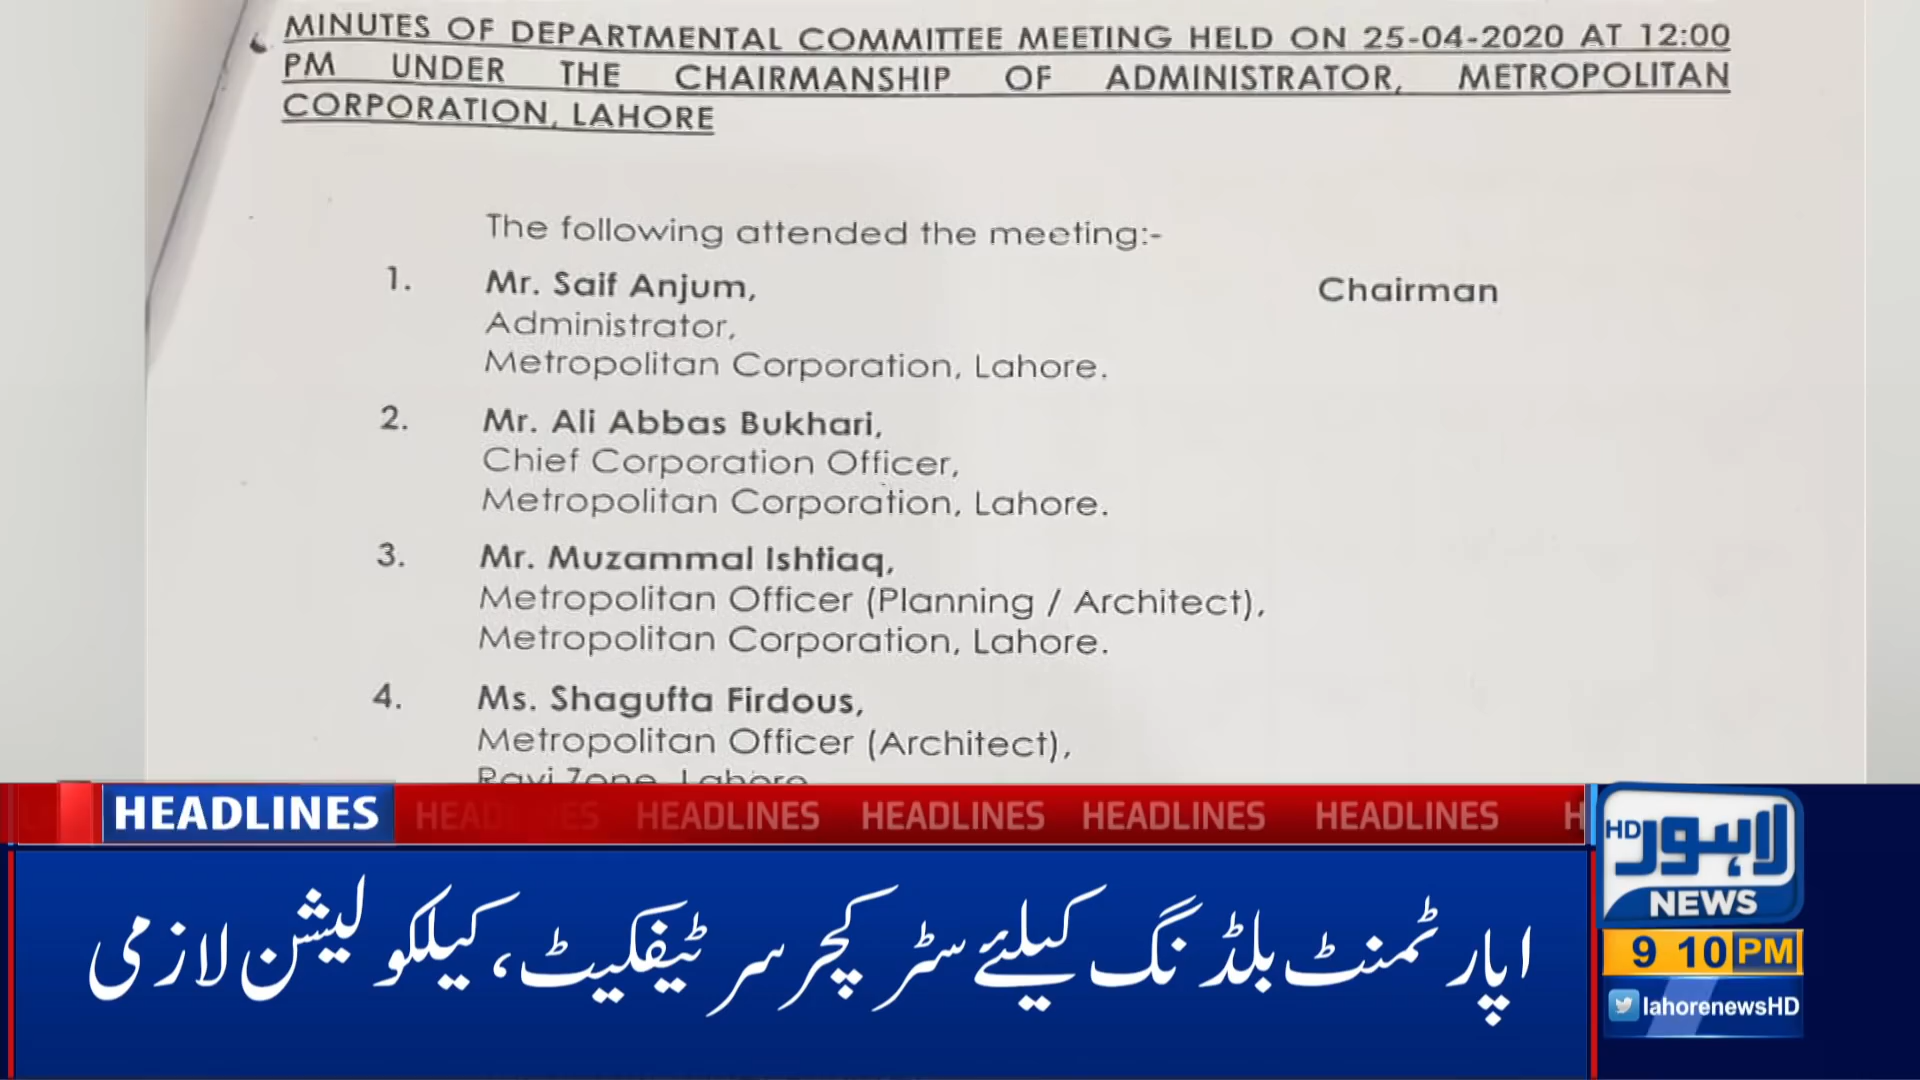 MINUTES OF DEPARTMENTAL COMMITTEE MEETING HELD ON 25-04-2020 AT 12:00
PM UNDER THE CHAIRMANSHIP OF ADMINISTRATOR, METROPOLITAN
CORPORATION, LAHORE
The following attended the meeting:-
1. Mr. Saif Anjum, Chairman
Administrator,
Metropolitan Corporation, Lahore.
2. Mr. Ali Abbas Bukhari,
Chief Corporation Officer,
Metropolitan Corporation, Lahore.
3. Mr. Muzammal Ishtiaq,
Metropolitan Officer (Planning / Architect),
Metropolitan Corporation, Lahore.
4. Ms. Shagufta Firdous,
Metropolitan Officer (Architect),
Ravi Zone, Lahore
HEADLINES HEADLINES HEADLINES HEADLINES HEADLINES HEADLINES
اپارٹمنٹ بلڈنگ کیلئے سٹرکچر سرٹیفکیٹ، کیلکولیشن لازمی
لاہور HD
NEWS
9 10 PM
lahorenewsHD